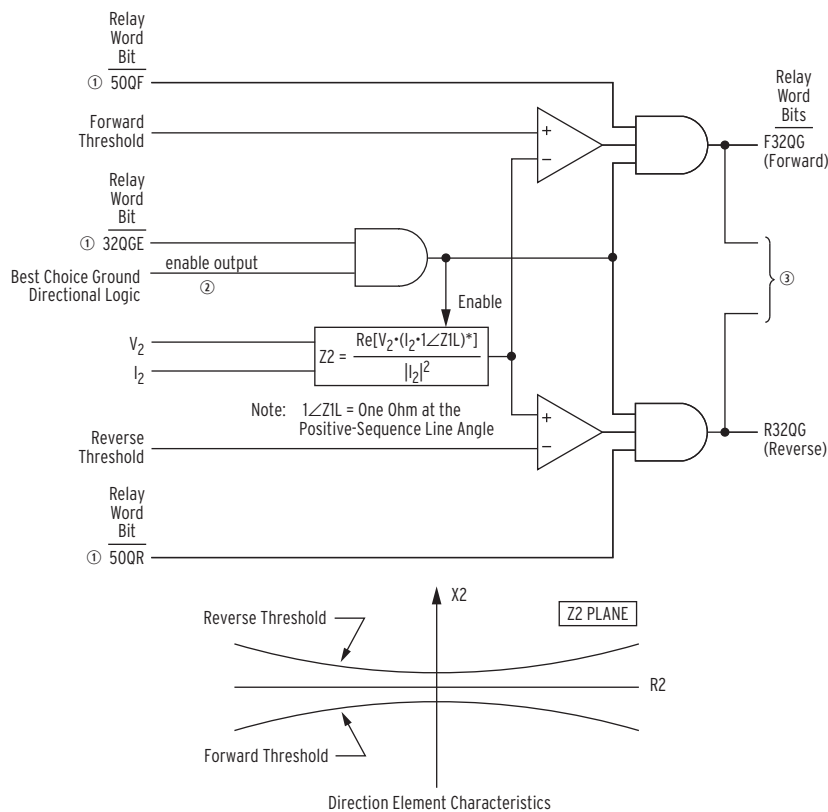 Relay
Word
Bit
① 50QF
Forward
Threshold
Relay
Word
Bit
① 32QGE
Best Choice Ground
Directional Logic
enable output
②
Enable
V₂
I₂
Z2 = Re[V₂•(I₂•1∠Z1L)*] / |I₂|²
Note: 1∠Z1L = One Ohm at the
Positive-Sequence Line Angle
Reverse
Threshold
Relay
Word
Bit
① 50QR
+
−
+
−
Relay
Word
Bits
F32QG
(Forward)
③
R32QG
(Reverse)
X2
Z2 PLANE
Reverse Threshold
R2
Forward Threshold
Direction Element Characteristics